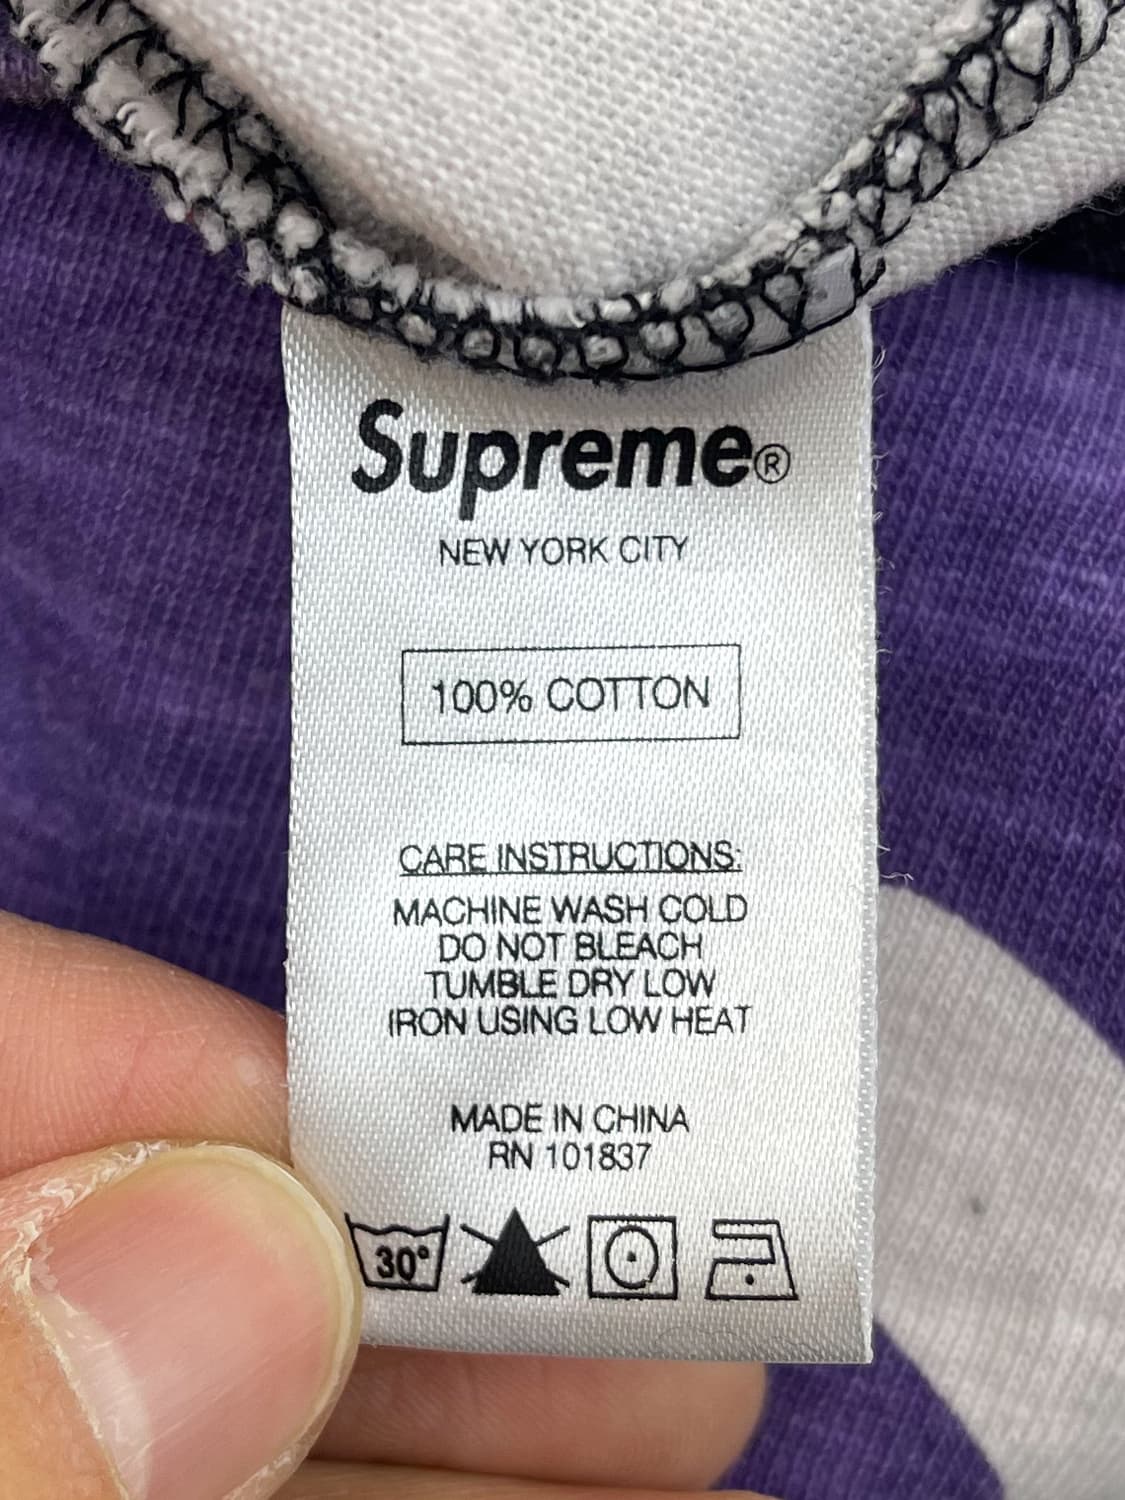 Supreme®
NEW YORK CITY
100% COTTON
CARE INSTRUCTIONS:
MACHINE WASH COLD
DO NOT BLEACH
TUMBLE DRY LOW
IRON USING LOW HEAT
MADE IN CHINA
RN 101837
30°